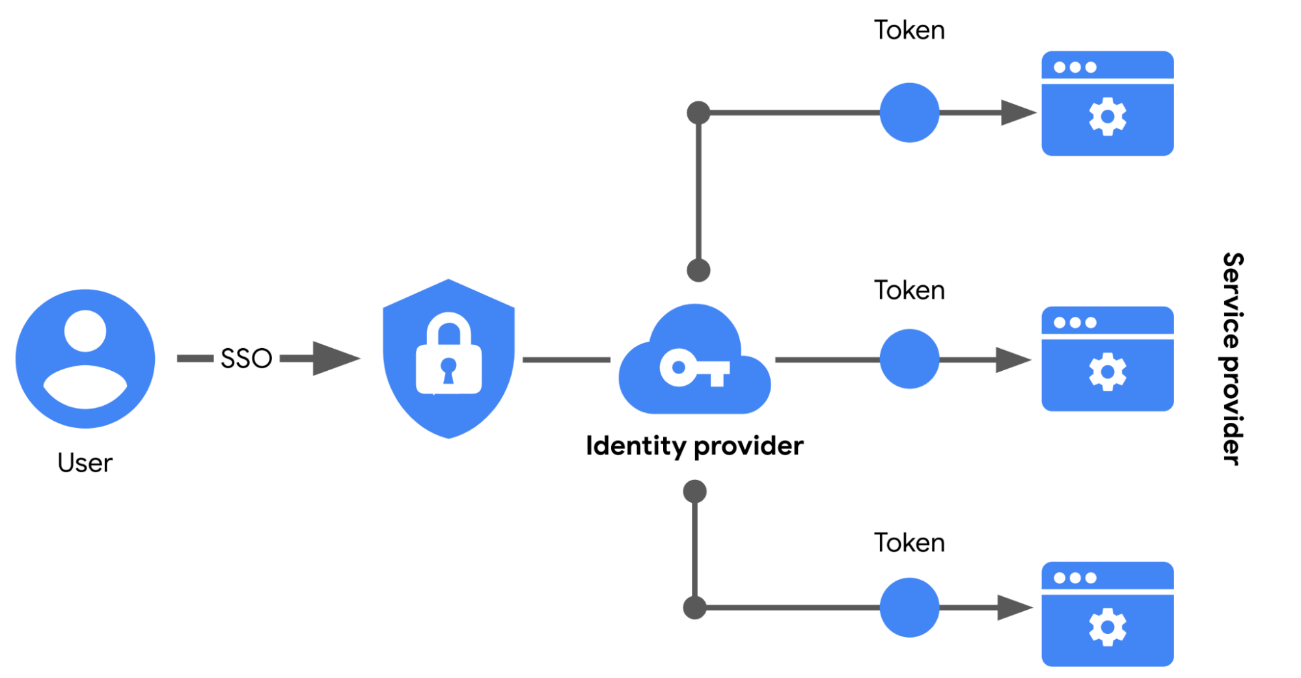 Token
SSO
User
Identity provider
Token
Token
Service provider